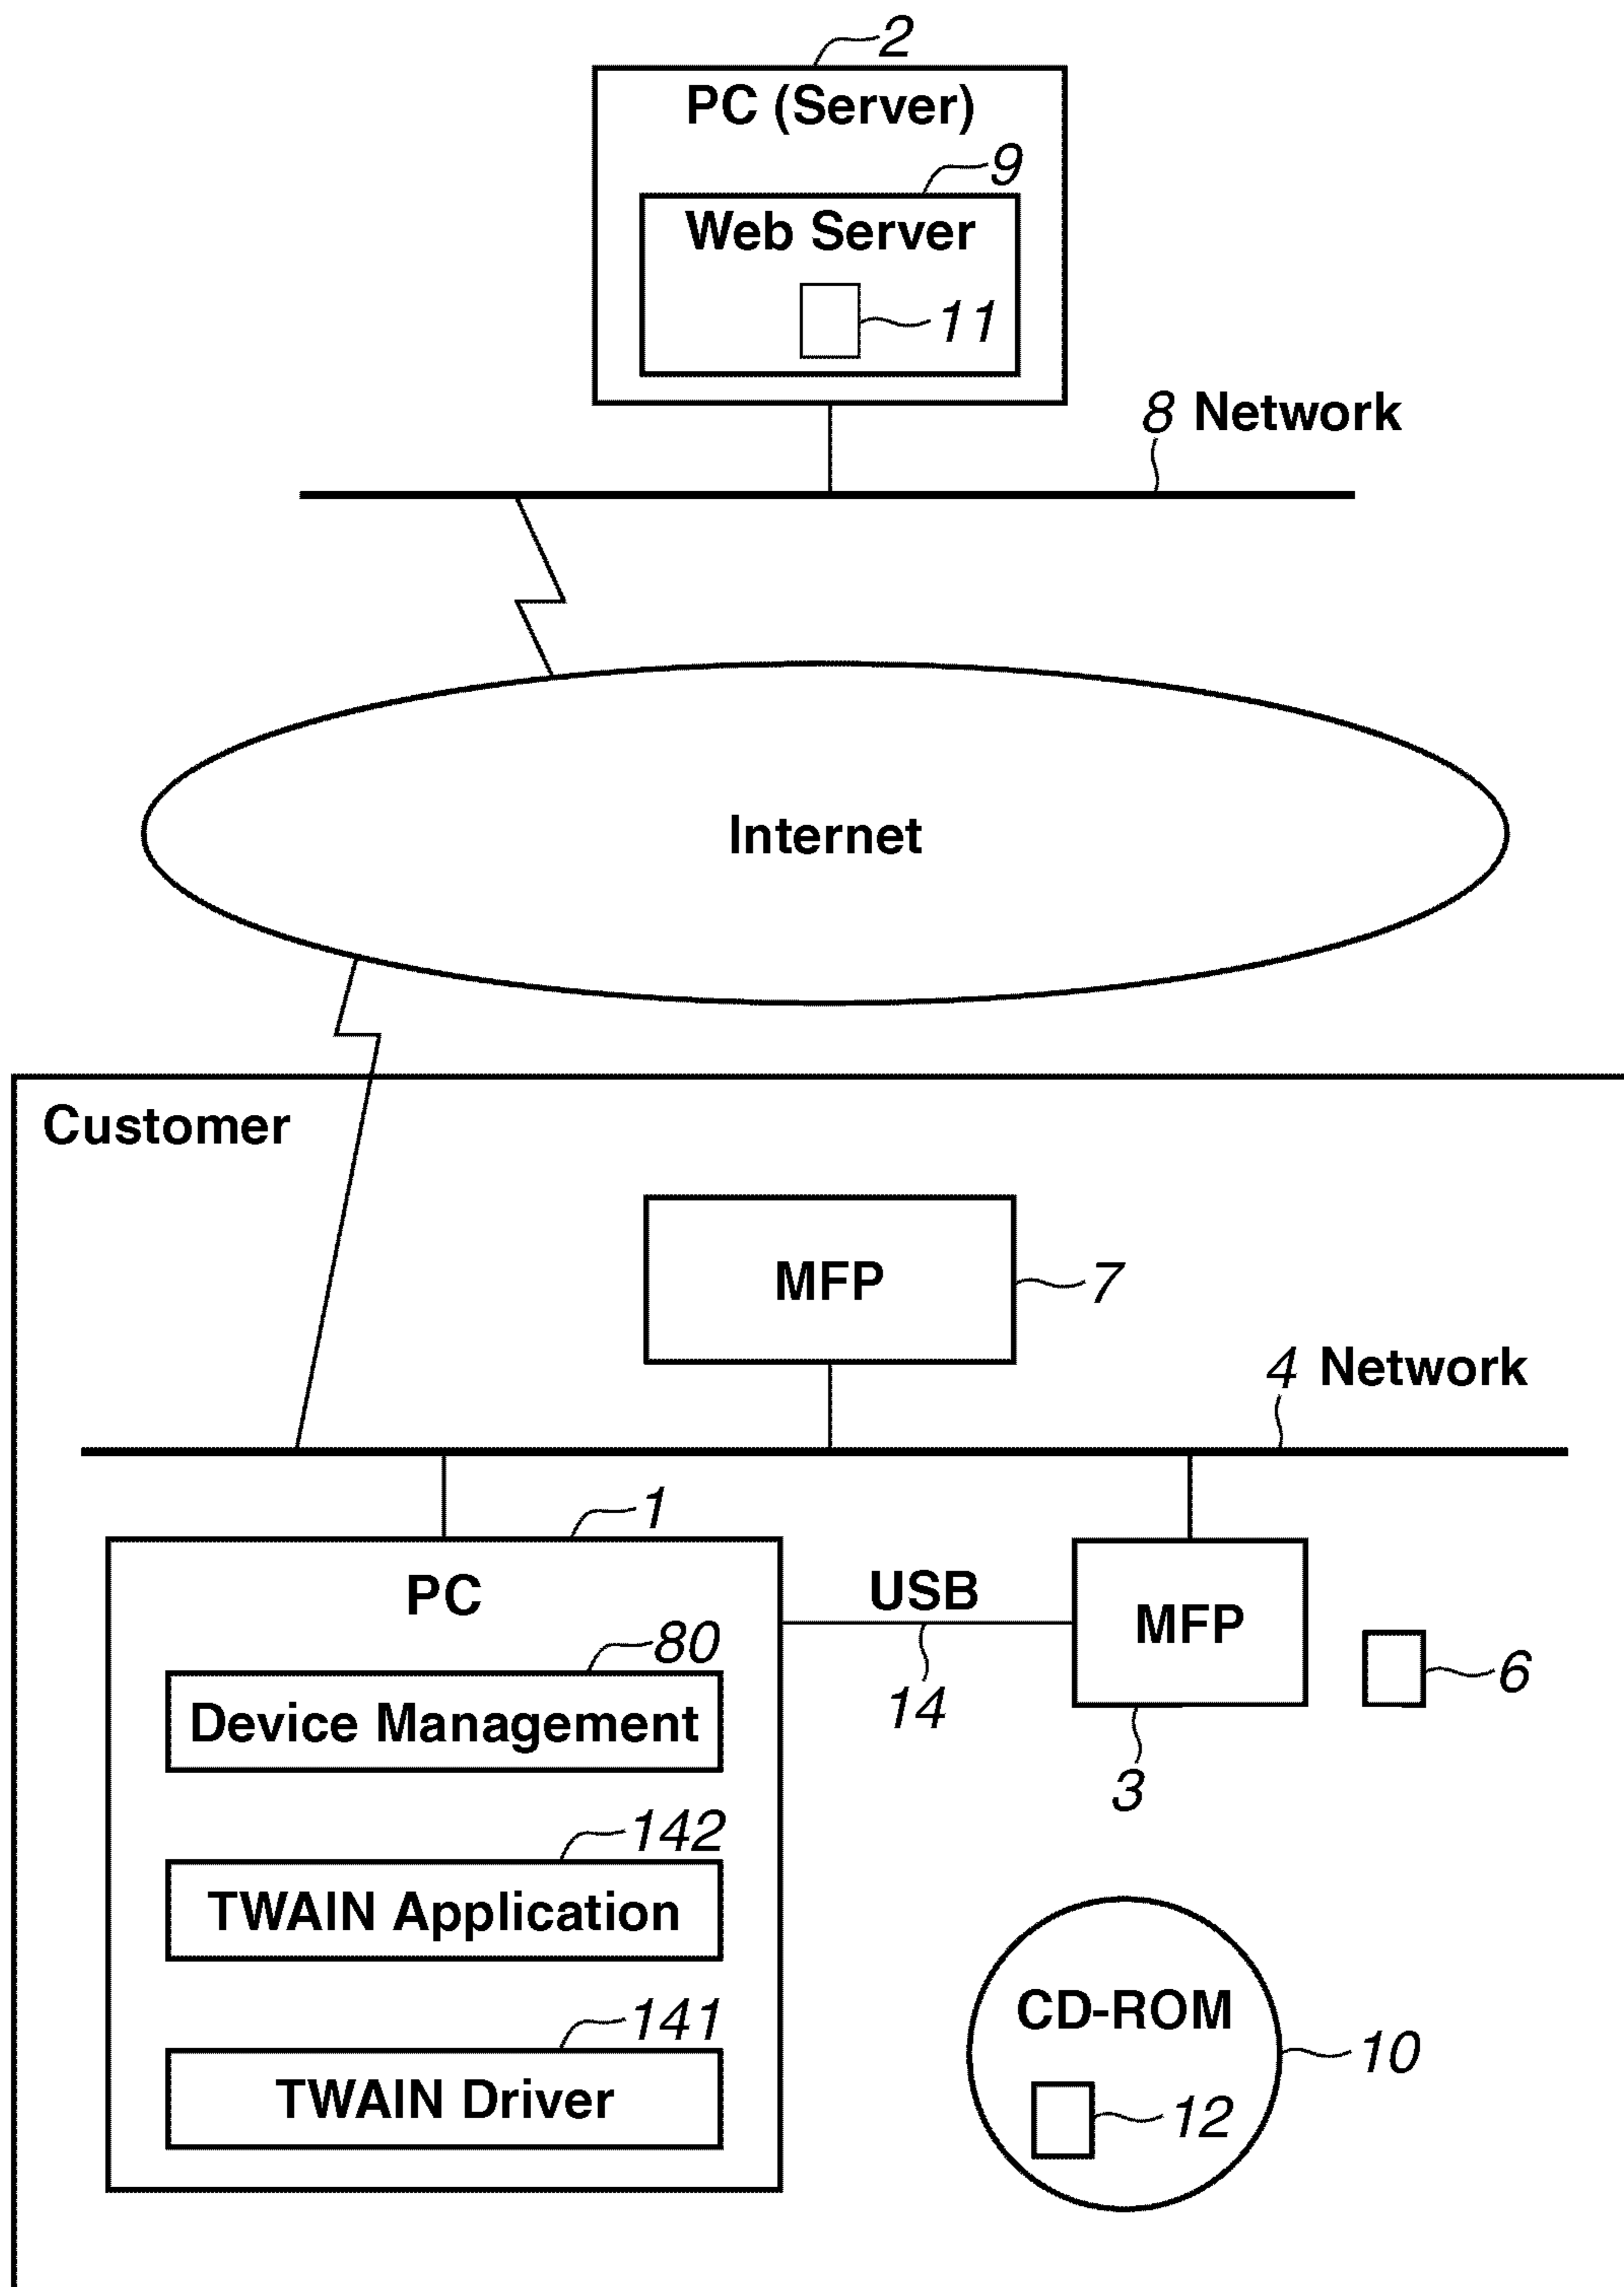 2
PC (Server)
9
Web Server
11
8 Network
Internet
Customer
MFP
7
4 Network
1
PC
USB
MFP
80
6
Device Management
14
3
142
TWAIN Application
CD-ROM
141
10
TWAIN Driver
12